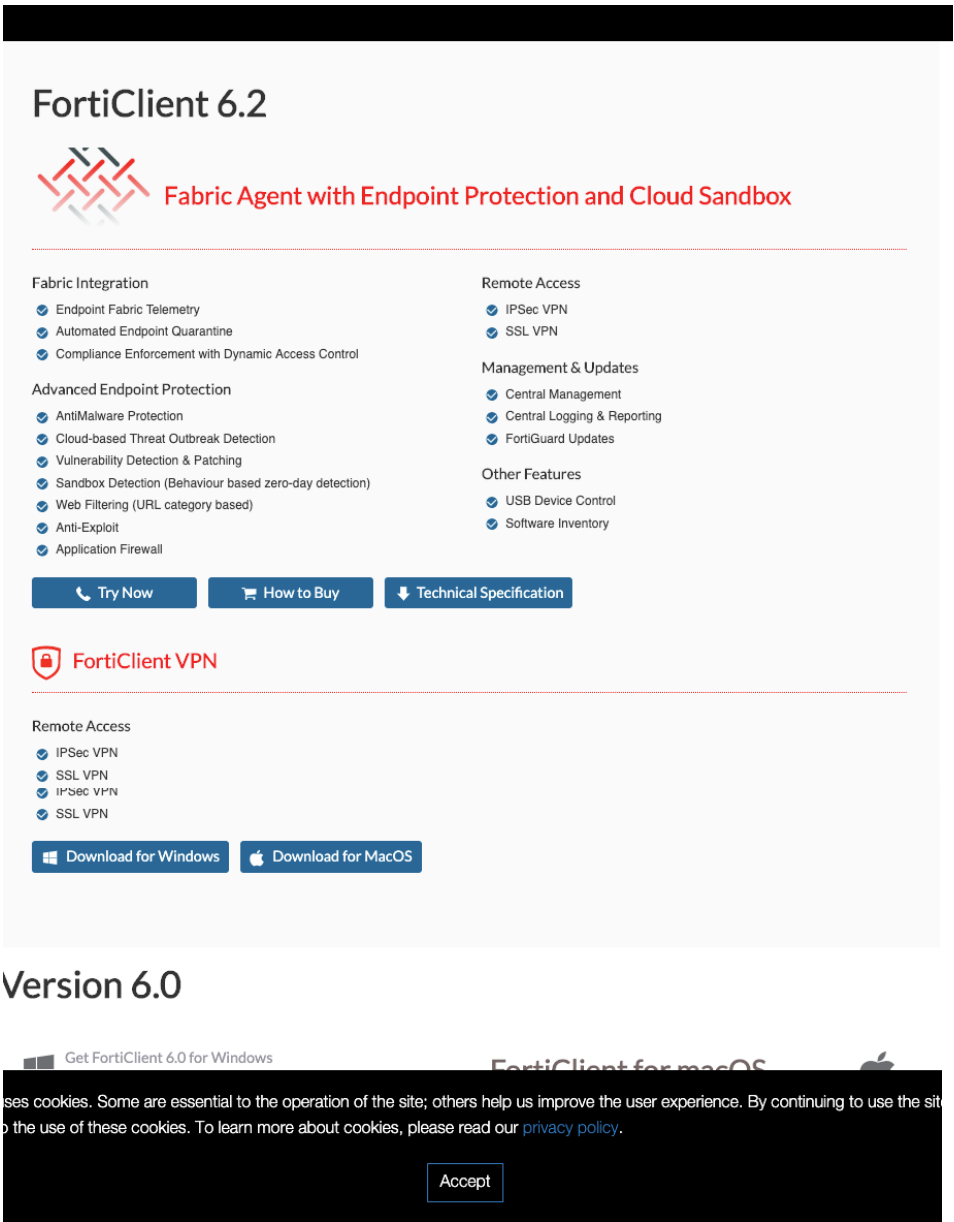 FortiClient 6.2
Fabric Agent with Endpoint Protection and Cloud Sandbox
Fabric Integration
Endpoint Fabric Telemetry
Automated Endpoint Quarantine
Compliance Enforcement with Dynamic Access Control
Advanced Endpoint Protection
AntiMalware Protection
Cloud-based Threat Outbreak Detection
Vulnerability Detection & Patching
Sandbox Detection (Behaviour based zero-day detection)
Web Filtering (URL category based)
Anti-Exploit
Application Firewall
Remote Access
IPSec VPN
SSL VPN
Management & Updates
Central Management
Central Logging & Reporting
FortiGuard Updates
Other Features
USB Device Control
Software Inventory
Try Now
How to Buy
Technical Specification
FortiClient VPN
Remote Access
IPSec VPN
SSL VPN
IPSec VPN
SSL VPN
Download for Windows
Download for MacOS
Version 6.0
Get FortiClient 6.0 for Windows
FortiClient for macOS
ses cookies. Some are essential to the operation of the site; others help us improve the user experience. By continuing to use the site
the use of these cookies. To learn more about cookies, please read our privacy policy.
Accept